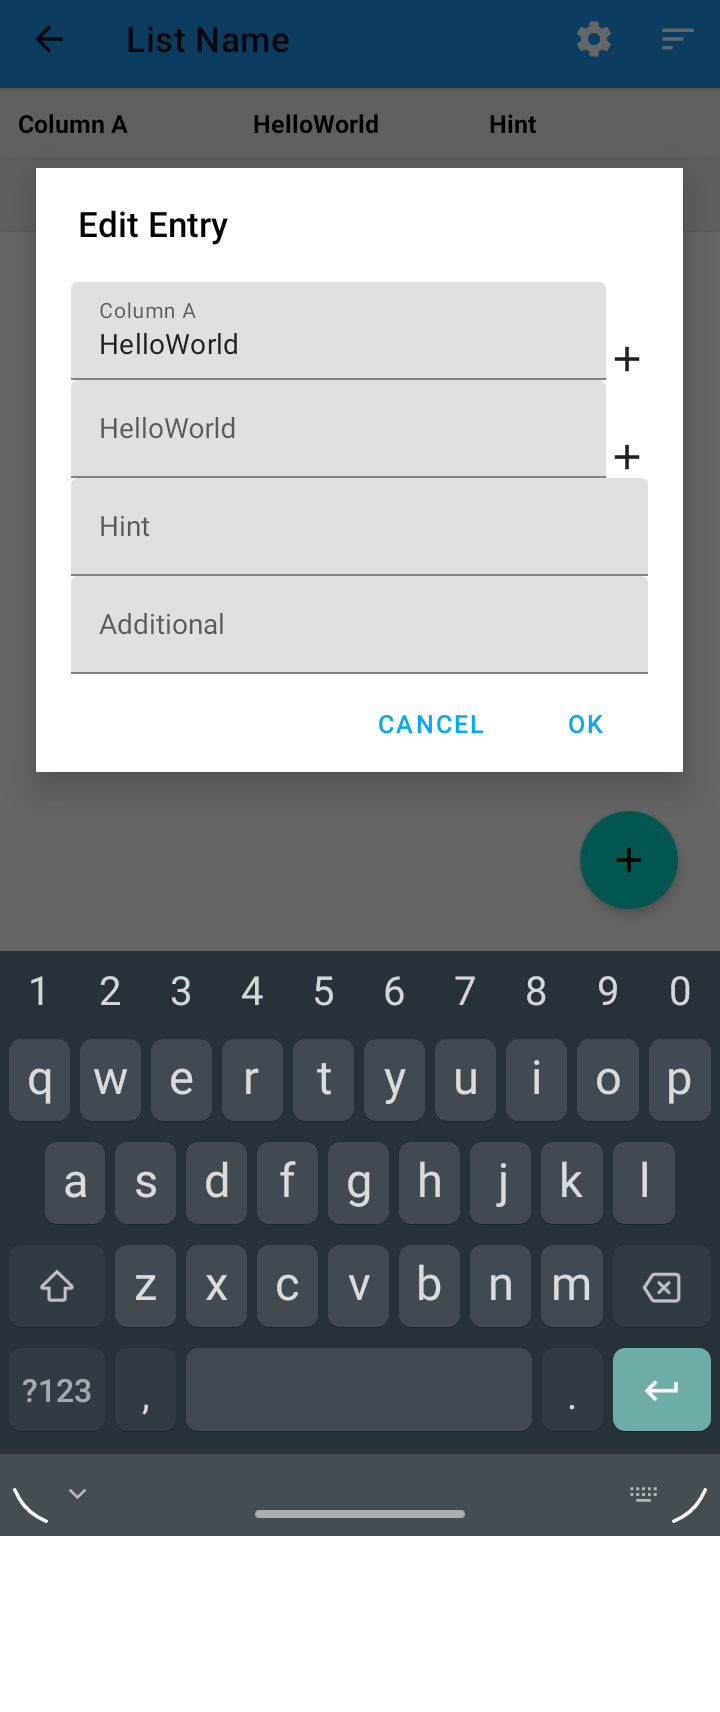 List Name
Column A HelloWorld Hint
Edit Entry
Column A
HelloWorld
HelloWorld
Hint
Additional
CANCEL OK
1 2 3 4 5 6 7 8 9 0
q w e r t y u i o p
a s d f g h j k l
z x c v b n m
?123 , .